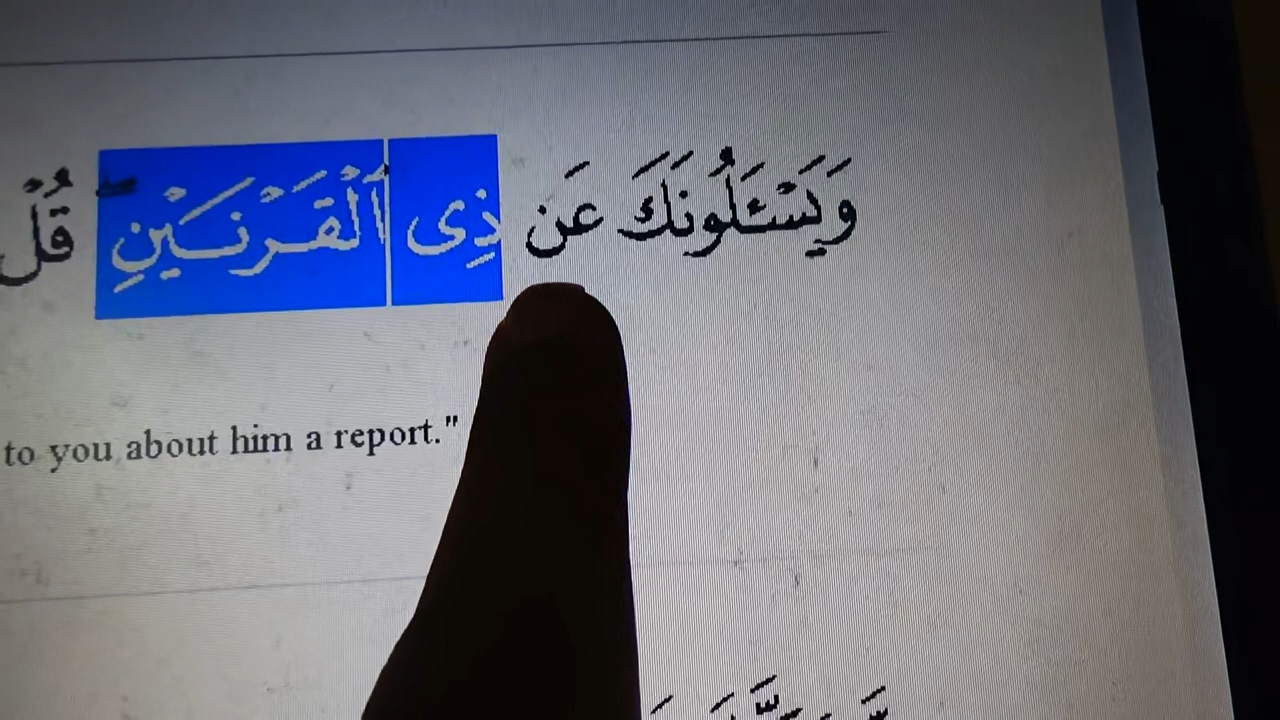 وَيَسْـَٔلُونَكَ عَن ذِى ٱلْقَرْنَيْنِ ۖ قُلْ
to you about him a report."